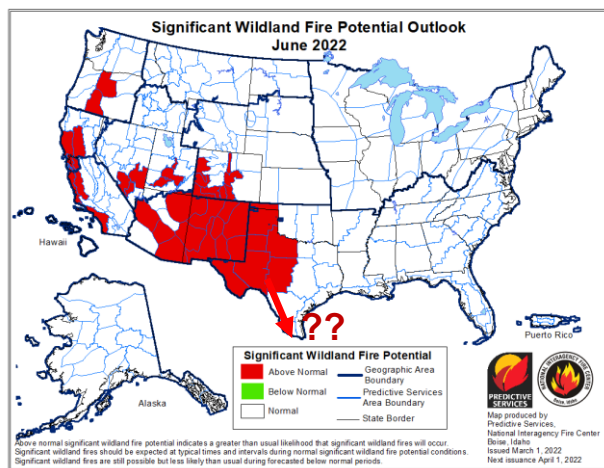 Significant Wildland Fire Potential Outlook
June 2022
Hawaii
??
Puerto Rico
Alaska
Significant Wildland Fire Potential
Above Normal
Below Normal
Normal
Geographic Area
Boundary
Predictive Services
Area Boundary
State Border
PREDICTIVE
SERVICES
NATIONAL INTERAGENCY FIRE CENTER
Boise, Idaho
Map produced by
Predictive Services,
National Interagency Fire Center
Boise, Idaho
Issued March 1, 2022
Next issuance April 1, 2022
Above normal significant wildland fire potential indicates a greater than usual likelihood that significant wildland fires will occur.
Significant wildland fires should be expected at typical times and intervals during normal significant wildland fire potential conditions.
Significant wildland fires are still possible but less likely than usual during forecasted below normal periods.